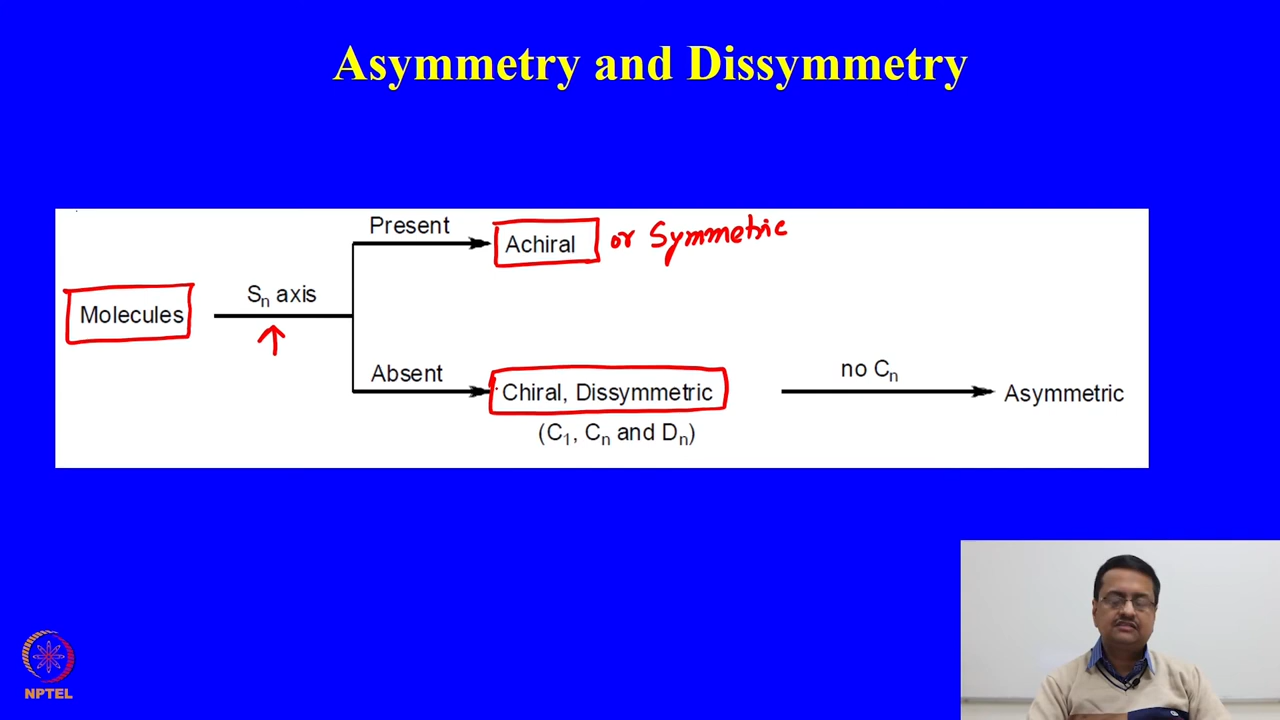 Asymmetry and Dissymmetry
Present
Achiral or Symmetric
Sₙ axis
Molecules
Absent
Chiral, Dissymmetric
no Cₙ
Asymmetric
(C₁, Cₙ and Dₙ)
NPTEL